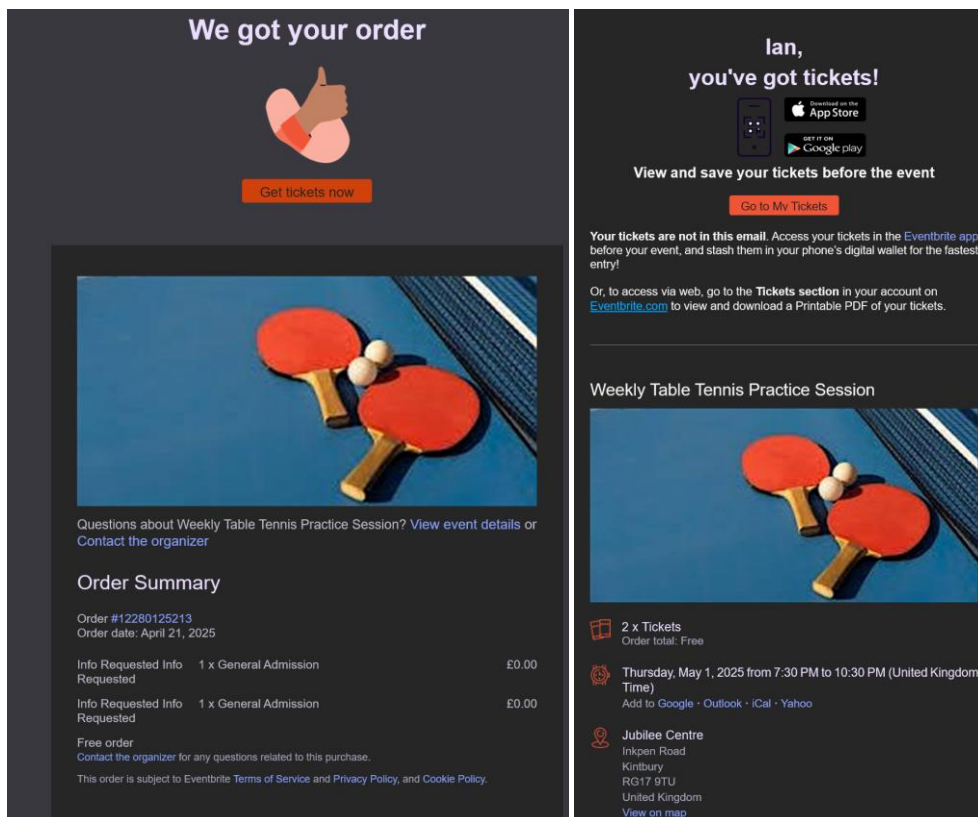 We got your order
Get tickets now
Questions about Weekly Table Tennis Practice Session? View event details or
Contact the organizer
Order Summary
Order #12280125213
Order date: April 21, 2025
Info Requested Info 1 x General Admission £0.00
Requested
Info Requested Info 1 x General Admission £0.00
Requested
Free order
Contact the organizer for any questions related to this purchase.
This order is subject to Eventbrite Terms of Service and Privacy Policy, and Cookie Policy.
Ian,
you've got tickets!
Download on the
App Store
GET IT ON
Google play
View and save your tickets before the event
Go to My Tickets
Your tickets are not in this email. Access your tickets in the Eventbrite app
before your event, and stash them in your phone's digital wallet for the fastest
entry!
Or, to access via web, go to the Tickets section in your account on
Eventbrite.com to view and download a Printable PDF of your tickets.
Weekly Table Tennis Practice Session
2 x Tickets
Order total: Free
Thursday, May 1, 2025 from 7:30 PM to 10:30 PM (United Kingdom
Time)
Add to Google · Outlook · iCal · Yahoo
Jubilee Centre
Inkpen Road
Kintbury
RG17 9TU
United Kingdom
View on map